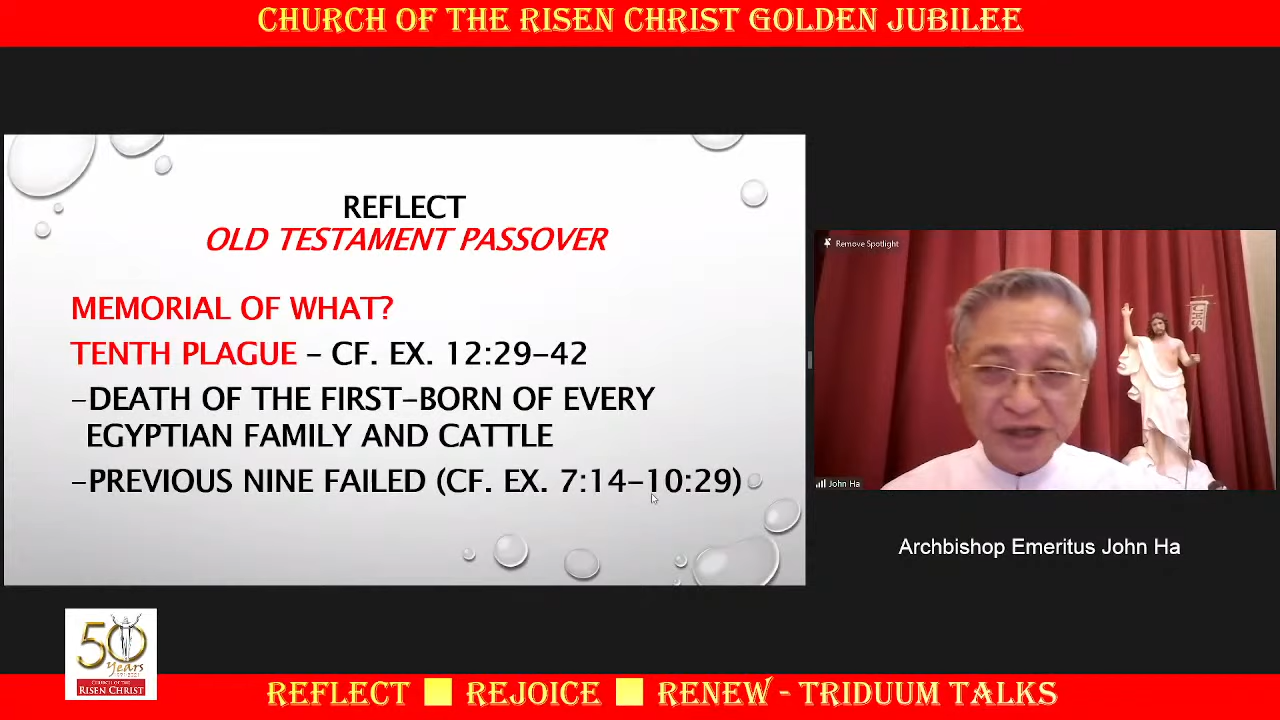 CHURCH OF THE RISEN CHRIST GOLDEN JUBILEE
REFLECT
OLD TESTAMENT PASSOVER
MEMORIAL OF WHAT?
TENTH PLAGUE – CF. EX. 12:29–42
–DEATH OF THE FIRST–BORN OF EVERY
EGYPTIAN FAMILY AND CATTLE
–PREVIOUS NINE FAILED (CF. EX. 7:14–10:29)
Remove Spotlight
John Ha
Archbishop Emeritus John Ha
50
Years
CHURCH OF THE
RISEN CHRIST
REFLECT REJOICE RENEW - TRIDUUM TALKS